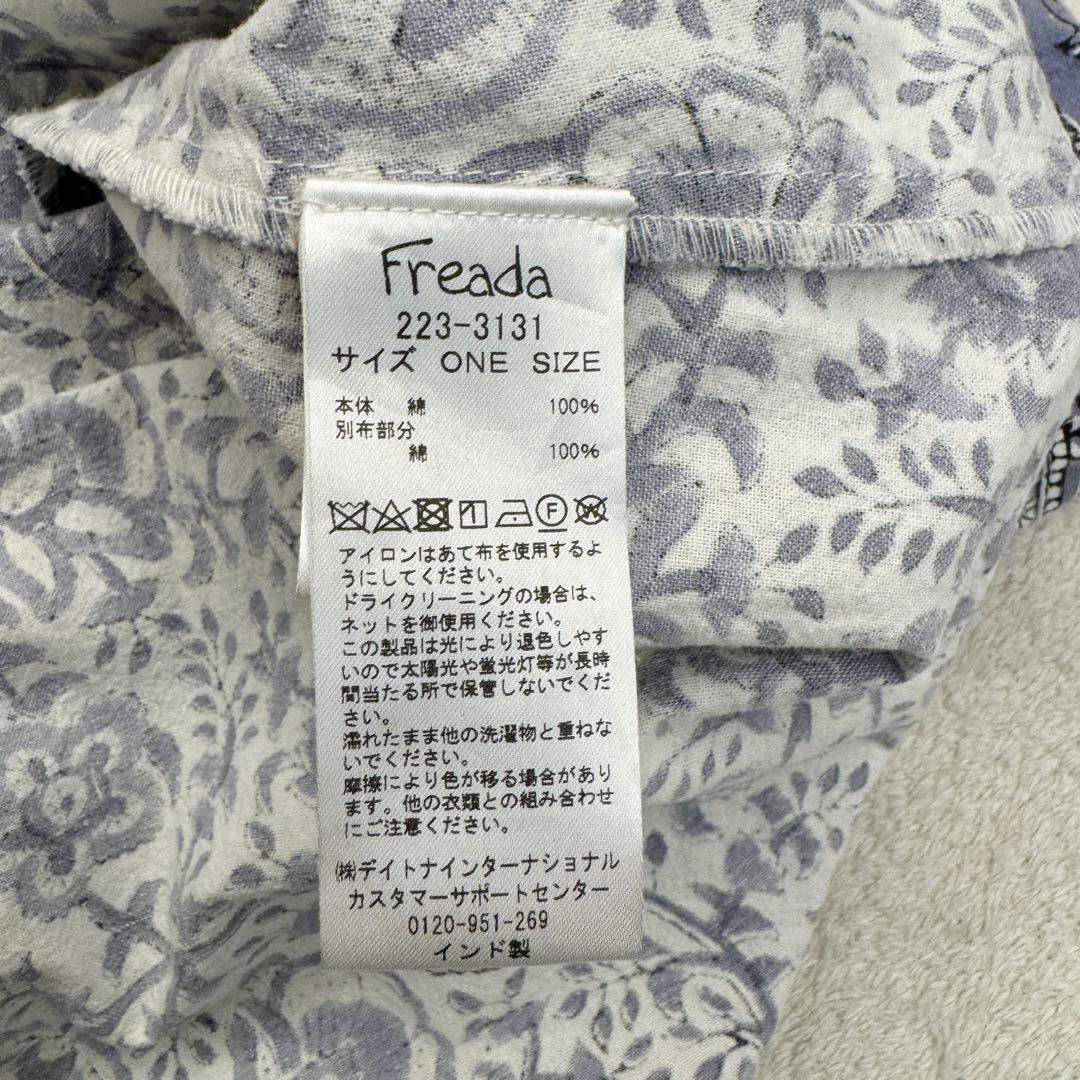 Freada
223-3131
サイズ ONE SIZE
本体 綿 100%
別布部分
綿 100%
1 F W
アイロンはあて布を使用するよ
うにしてください。
ドライクリーニングの場合は、
ネットを御使用ください。
この製品は光により退色しやす
いので太陽光や蛍光灯等が長時
間当たる所で保管しないでくだ
さい。
濡れたまま他の洗濯物と重ねな
いでください。
摩擦により色が移る場合があり
ます。他の衣類との組み合わせ
にご注意ください。
㈱デイトナインターナショナル
カスタマーサポートセンター
0120-951-269
インド製